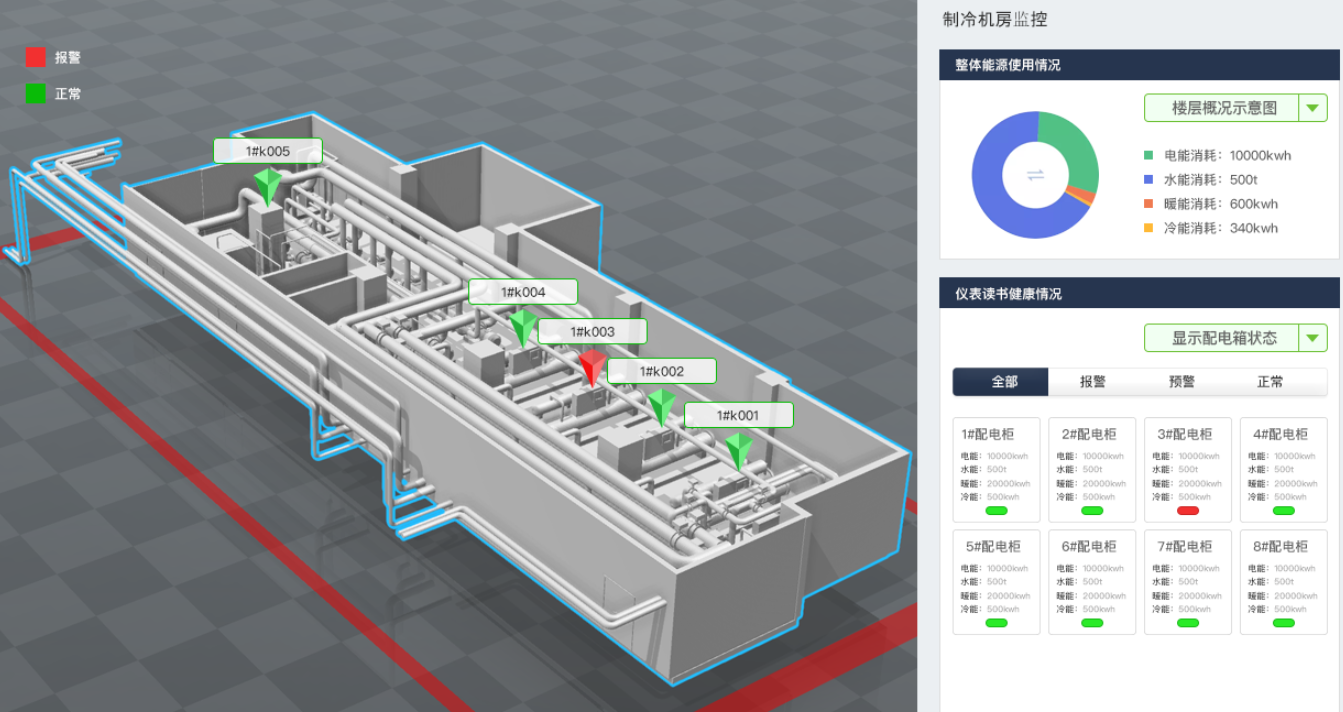 报警
正常
1#k005
1#k004
1#k003
1#k002
1#k001
制冷机房监控
整体能源使用情况
楼层概况示意图
电能消耗：10000kwh
水能消耗：500t
暖能消耗：600kwh
冷能消耗：340kwh
仪表读书健康情况
显示配电箱状态
全部 报警 预警 正常
1#配电柜
电能：10000kwh
水能：500t
暖能：20000kwh
冷能：500kwh
2#配电柜
电能：10000kwh
水能：500t
暖能：20000kwh
冷能：500kwh
3#配电柜
电能：10000kwh
水能：500t
暖能：20000kwh
冷能：500kwh
4#配电柜
电能：10000kwh
水能：500t
暖能：20000kwh
冷能：500kwh
5#配电柜
电能：10000kwh
水能：500t
暖能：20000kwh
冷能：500kwh
6#配电柜
电能：10000kwh
水能：500t
暖能：20000kwh
冷能：500kwh
7#配电柜
电能：10000kwh
水能：500t
暖能：20000kwh
冷能：500kwh
8#配电柜
电能：10000kwh
水能：500t
暖能：20000kwh
冷能：500kwh